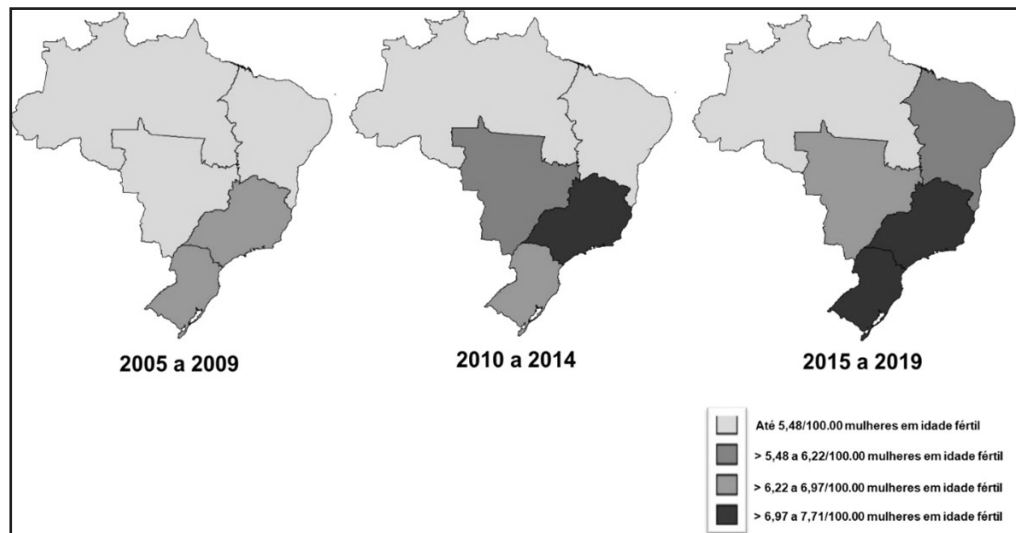 2005 a 2009
2010 a 2014
2015 a 2019
Até 5,48/100.00 mulheres em idade fértil
> 5,48 a 6,22/100.00 mulheres em idade fértil
> 6,22 a 6,97/100.00 mulheres em idade fértil
> 6,97 a 7,71/100.00 mulheres em idade fértil